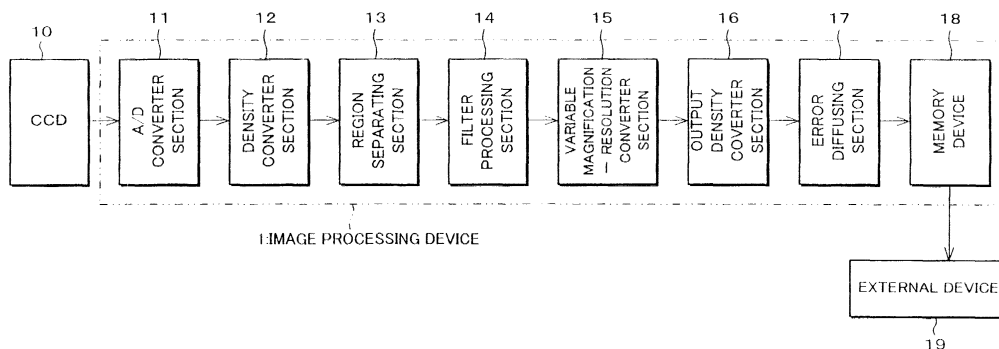 10
11
12
13
14
15
16
17
18
CCD
A/D
CONVERTER
SECTION
DENSITY
CONVERTER
SECTION
REGION
SEPARATING
SECTION
FILTER
PROCESSING
SECTION
VARIABLE
MAGNIFICATION
— RESOLUTION
CONVERTER
SECTION
OUTPUT
DENSITY
COVERTER
SECTION
ERROR
DIFFUSING
SECTION
MEMORY
DEVICE
1:IMAGE PROCESSING DEVICE
EXTERNAL DEVICE
19